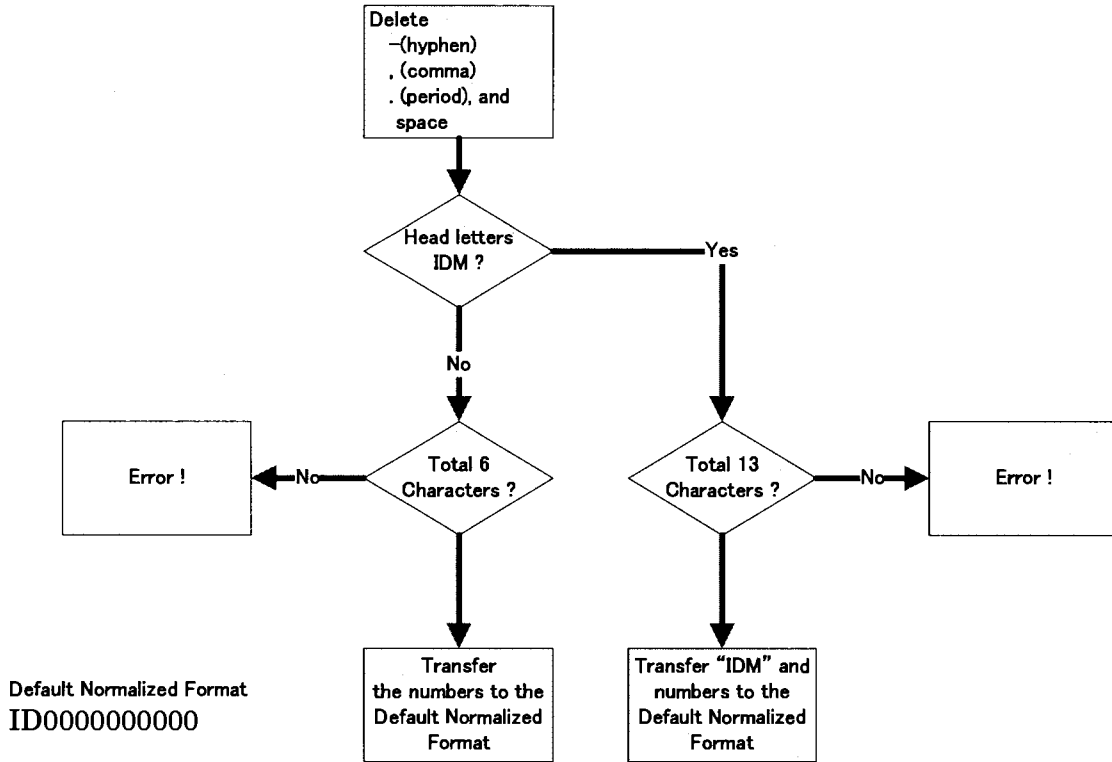 Delete
-(hyphen)
, (comma)
. (period), and
space
Head letters
IDM ?
Yes
No
Error !
No
Total 6
Characters ?
Total 13
Characters ?
No
Error !
Transfer
the numbers to the
Default Normalized
Format
Transfer “IDM” and
numbers to the
Default Normalized
Format
Default Normalized Format
ID0000000000